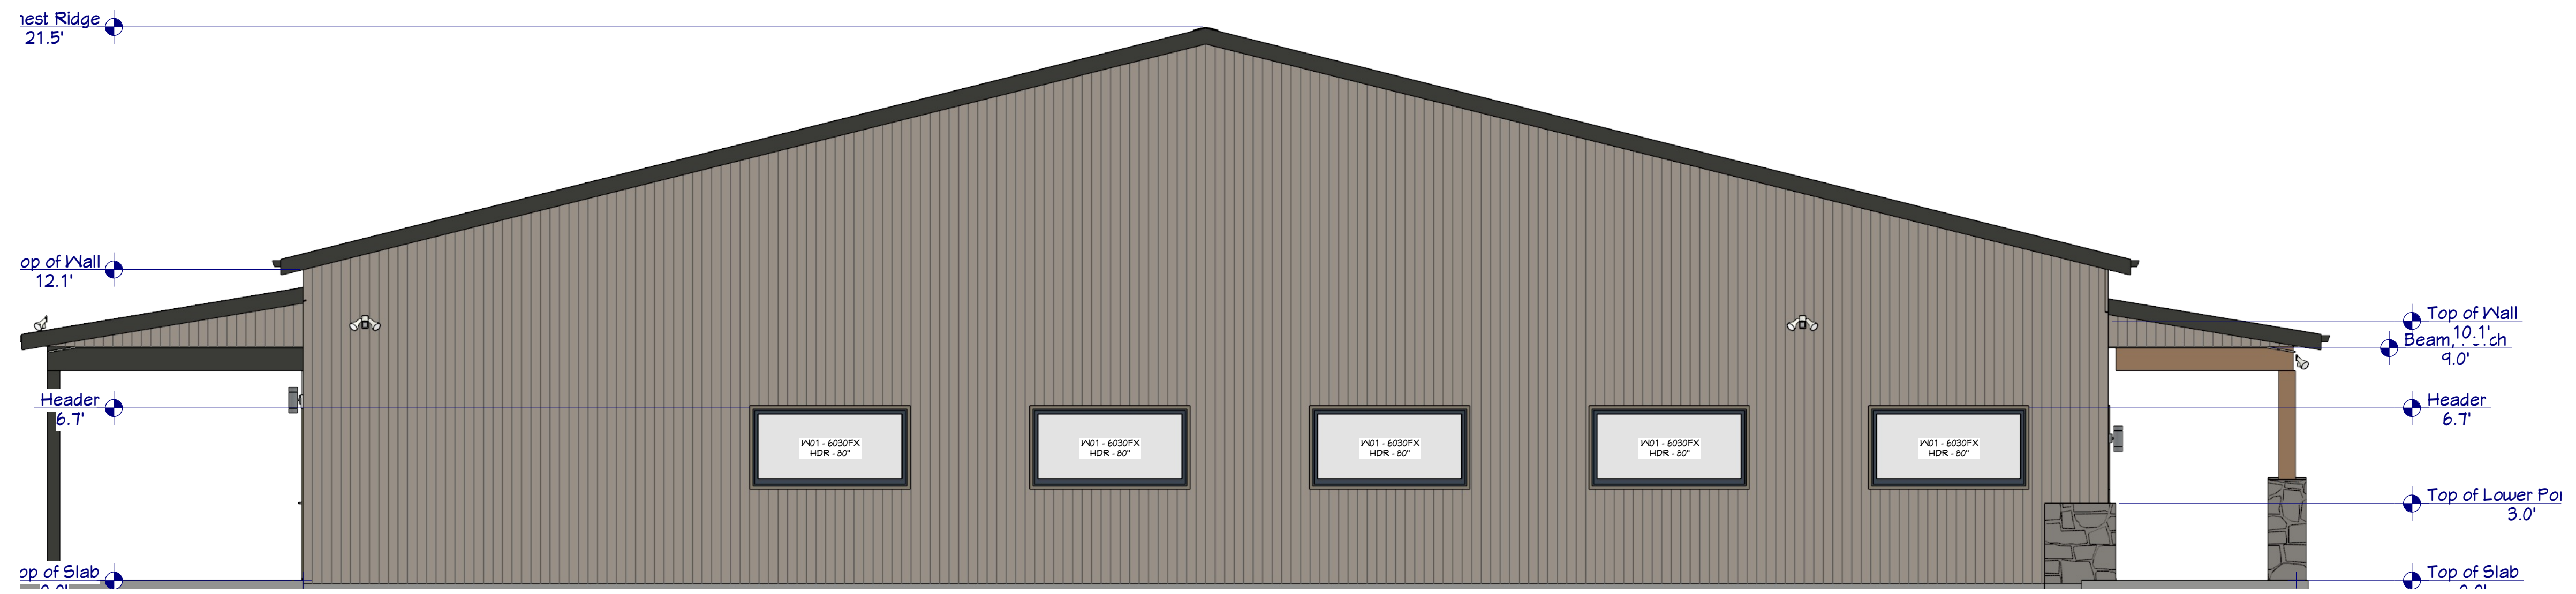 nest Ridge
21.5'
op of Wall
12.1'
Header
6.7'
op of Slab
W01 - 6030FX
HDR - 80"
W01 - 6030FX
HDR - 80"
W01 - 6030FX
HDR - 80"
W01 - 6030FX
HDR - 80"
W01 - 6030FX
HDR - 80"
Top of Wall
10.1'
Beam,
9.0'
Header
6.7'
Top of Lower Por
3.0'
Top of Slab